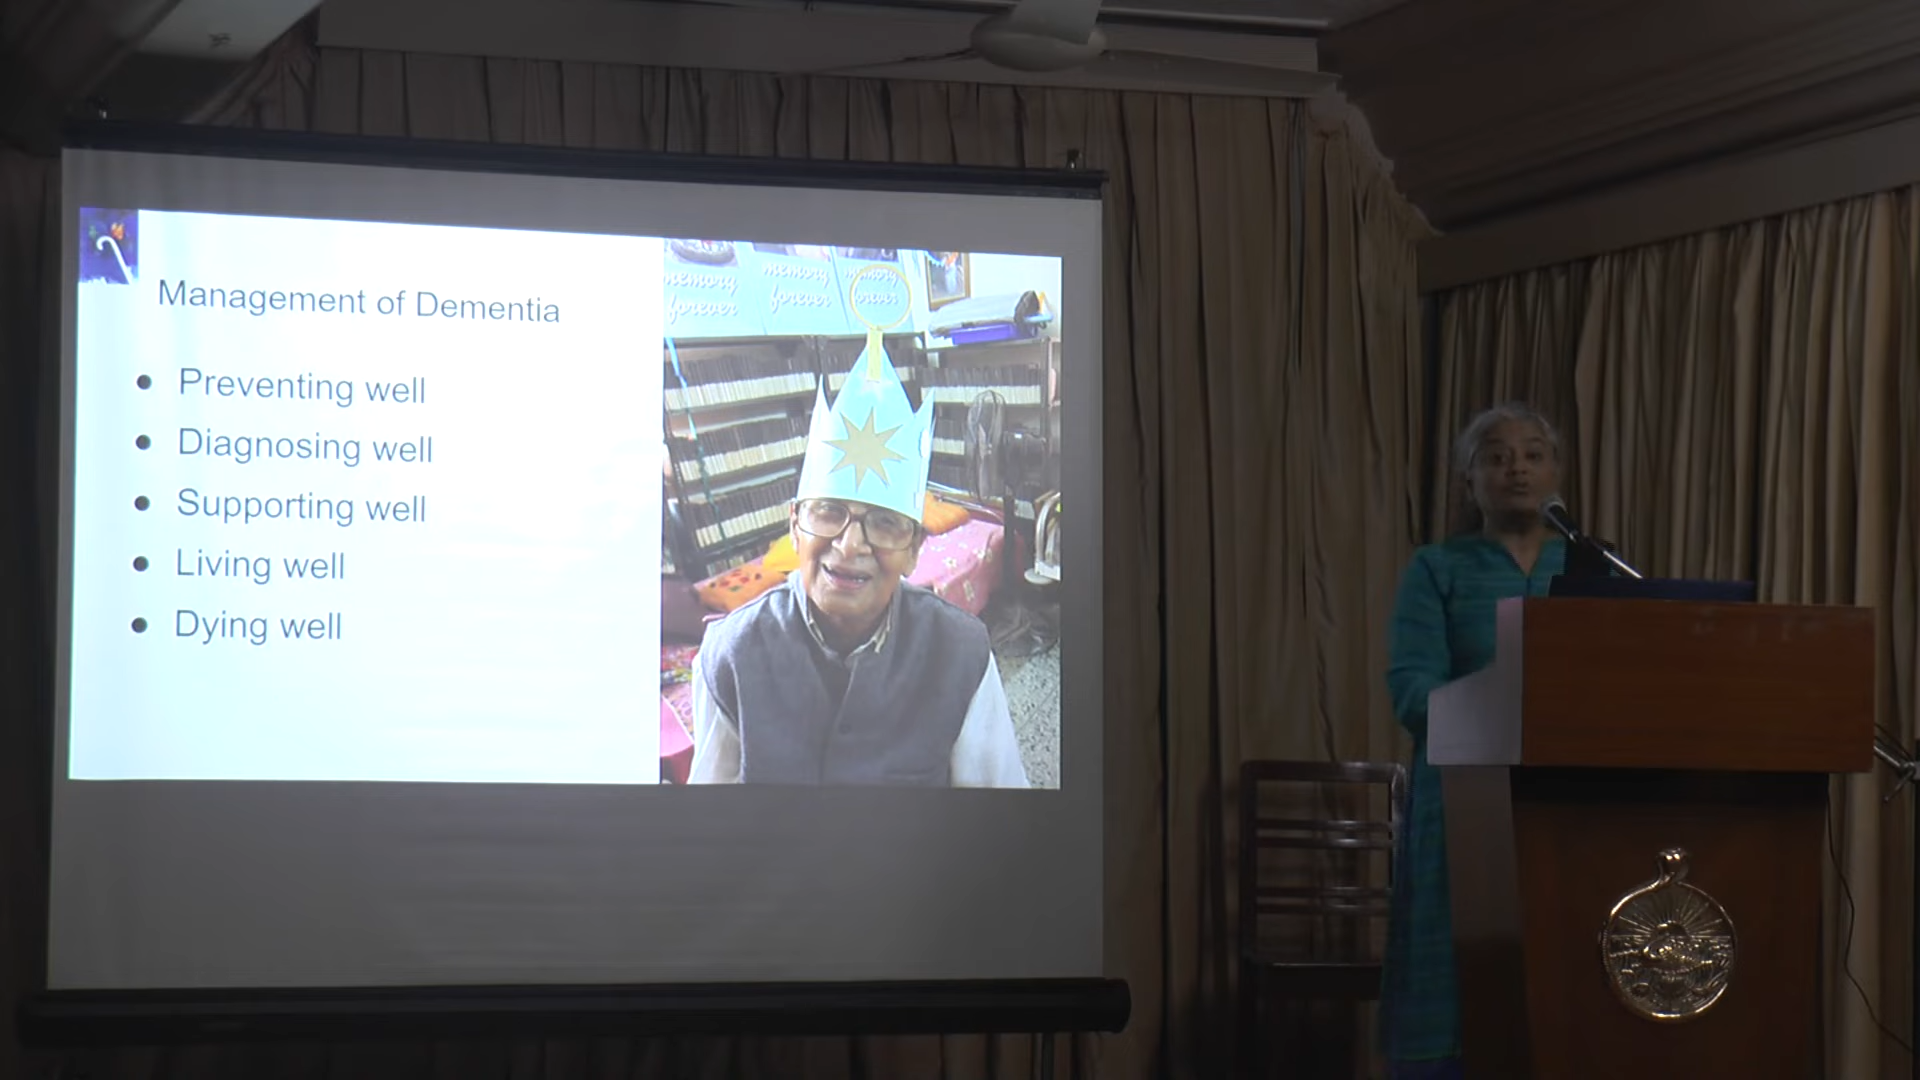 Management of Dementia
Preventing well
Diagnosing well
Supporting well
Living well
Dying well
memory
forever
memory
forever
memory
forever